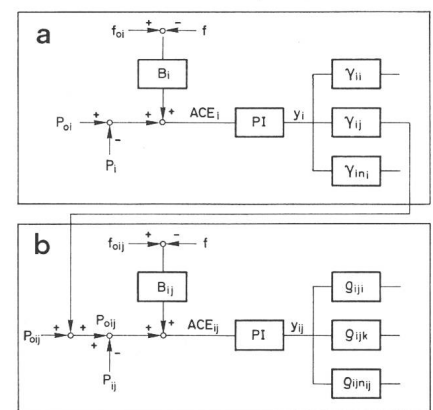 a
f_oi + − f
B_i
P_oi + + + ACE_i PI y_i γ_ii
− P_i
γ_ij
γ_in_i
b
f_oij + − f
B_ij
P_oij + + P_oij + + + ACE_ij PI y_ij g_iji
− P_ij
g_ijk
g_ijn_ij